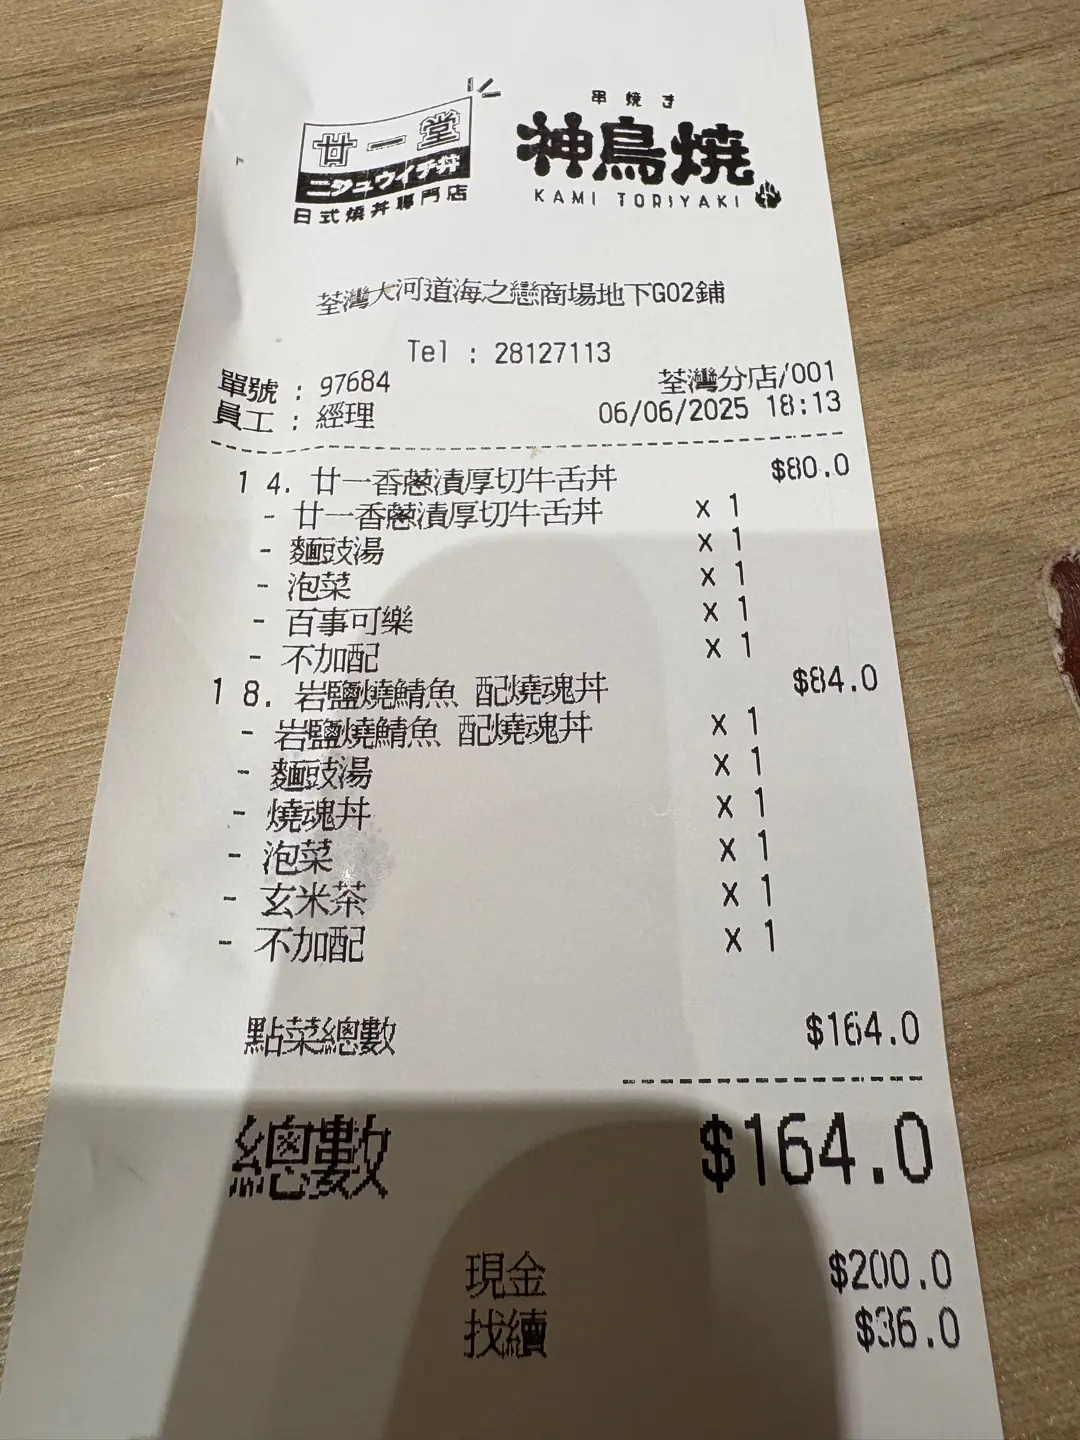 廿一堂
ニジュウイチ丼
日式燒丼專門店
串焼き
神鳥燒
KAMI TORIYAKI
荃灣大河道海之戀商場地下G02鋪
Tel : 28127113
單號 : 97684 荃灣分店/001
員工 : 經理 06/06/2025 18:13
14. 廿一香蔥漬厚切牛舌丼 $80.0
- 廿一香蔥漬厚切牛舌丼 x 1
- 麵豉湯 x 1
- 泡菜 x 1
- 百事可樂 x 1
- 不加配 x 1
18. 岩鹽燒鯖魚 配燒魂丼 $84.0
- 岩鹽燒鯖魚 配燒魂丼 x 1
- 麵豉湯 x 1
- 燒魂丼 x 1
- 泡菜 x 1
- 玄米茶 x 1
- 不加配 x 1
點菜總數 $164.0
總數 $164.0
現金 $200.0
找續 $36.0